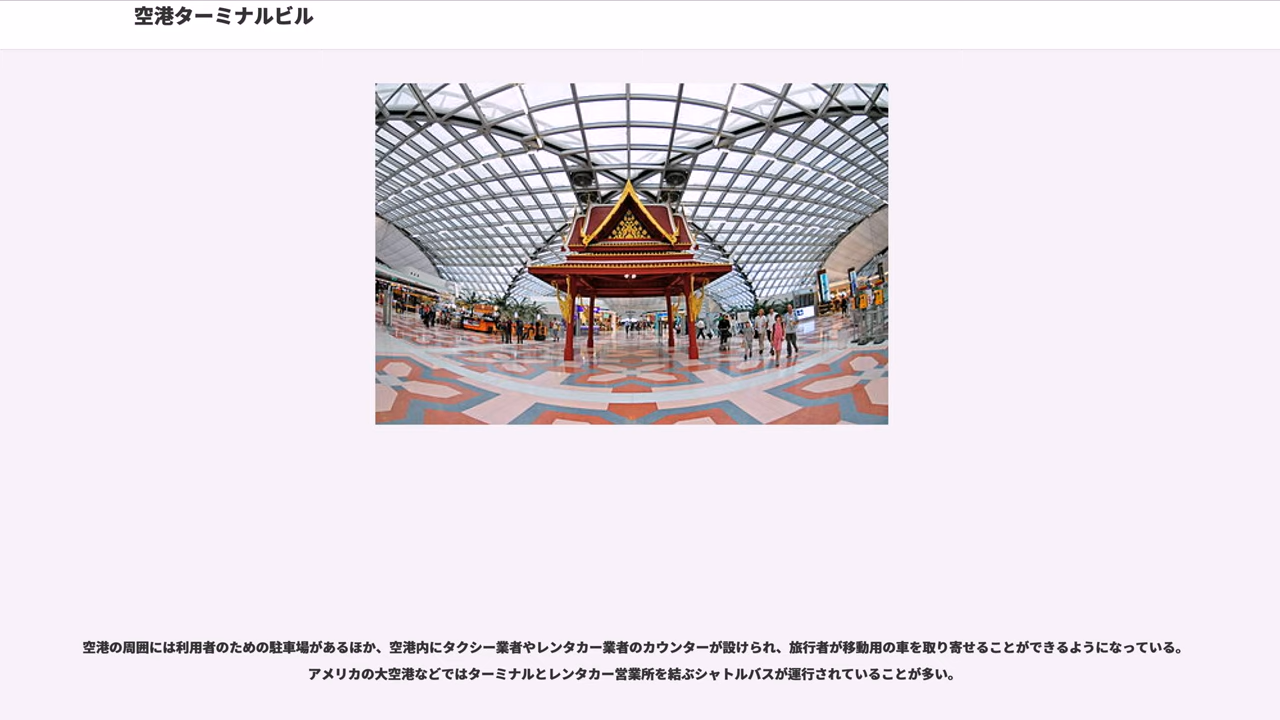 空港ターミナルビル
空港の周囲には利用者のための駐車場があるほか、空港内にタクシー業者やレンタカー業者のカウンターが設けられ、旅行者が移動用の車を取り寄せることができるようになっている。
アメリカの大空港などではターミナルとレンタカー営業所を結ぶシャトルバスが運行されていることが多い。